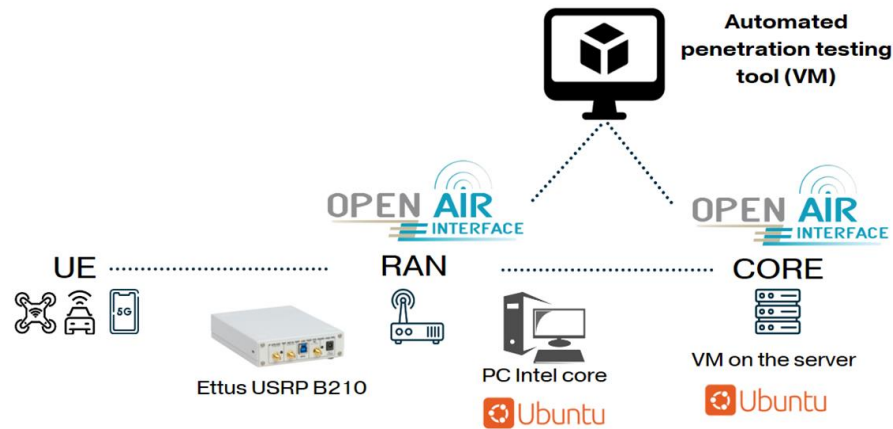 Automated
penetration testing
tool (VM)
OPEN AIR
INTERFACE
OPEN AIR
INTERFACE
UE
RAN
CORE
5G
Ettus USRP B210
PC Intel core
VM on the server
Ubuntu
Ubuntu